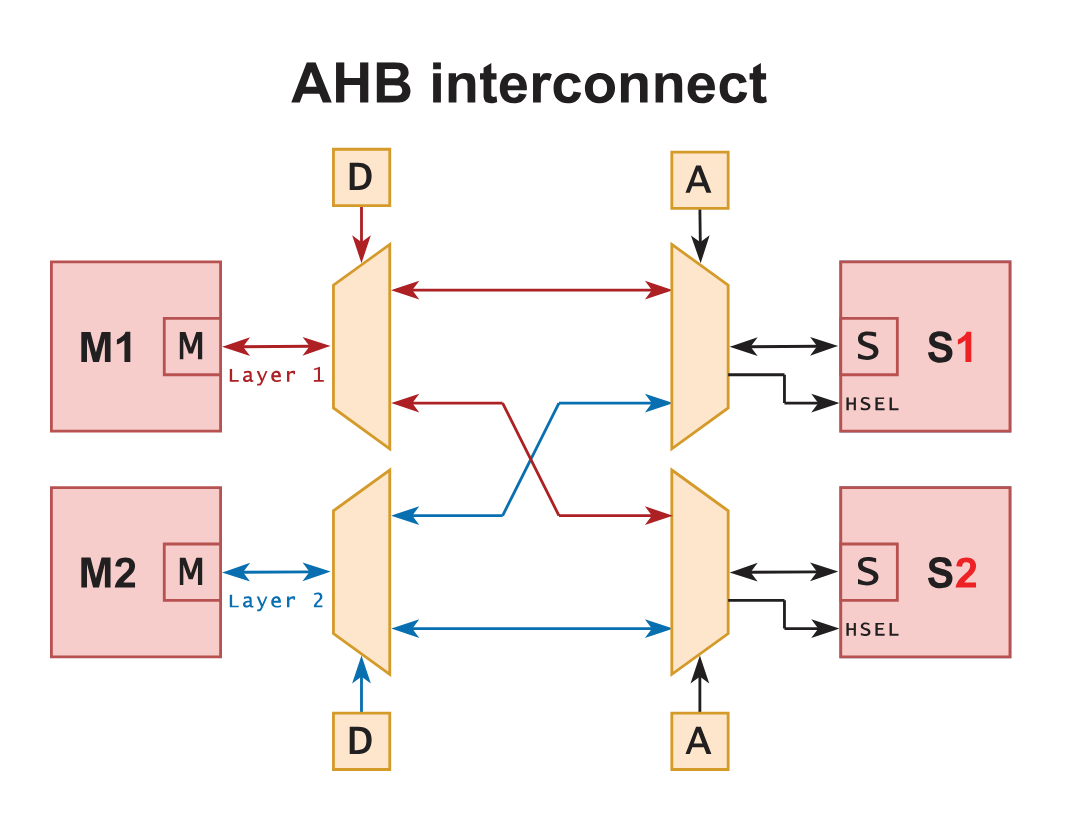 AHB interconnect
D
A
M1
M
Layer 1
S
S1
HSEL
M2
M
Layer 2
S
S2
HSEL
D
A